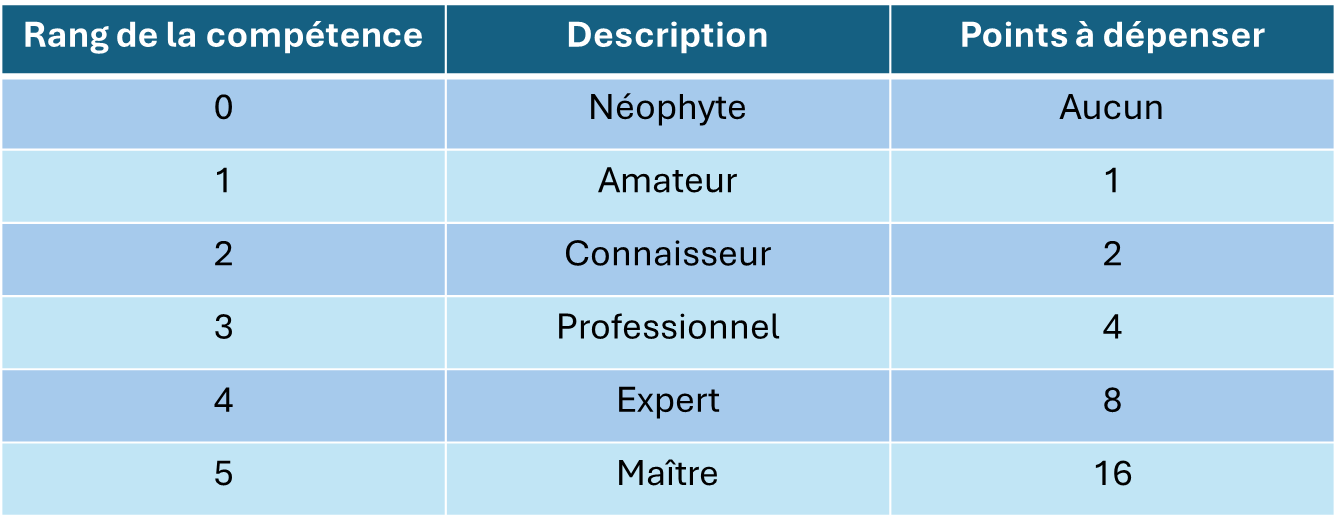 Rang de la compétence Description Points à dépenser
0 Néophyte Aucun
1 Amateur 1
2 Connaisseur 2
3 Professionnel 4
4 Expert 8
5 Maître 16